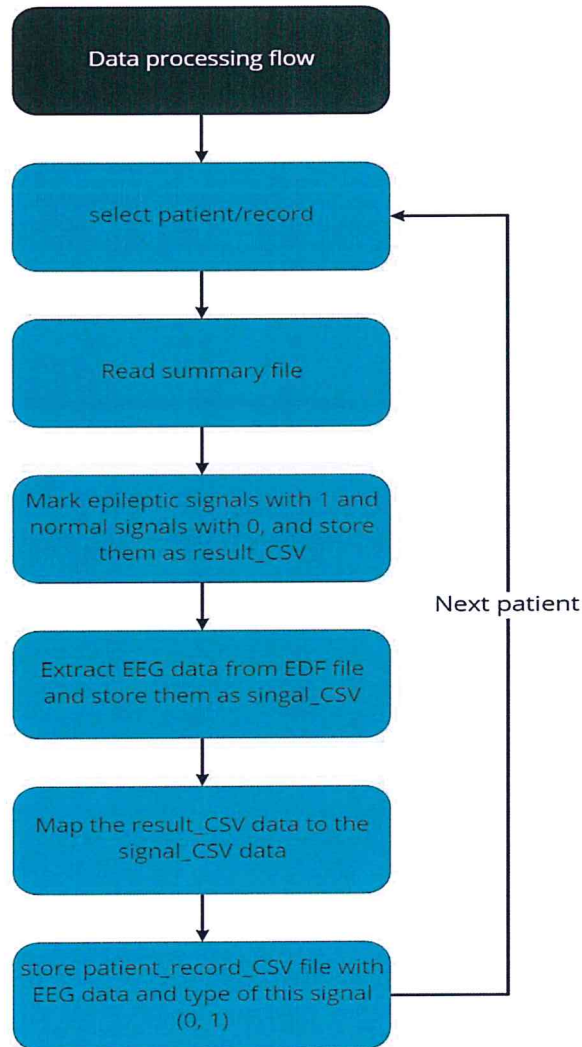 Data processing flow
select patient/record
Read summary file
Mark epileptic signals with 1 and
normal signals with 0, and store
them as result_CSV
Next patient
Extract EEG data from EDF file
and store them as singal_CSV
Map the result_CSV data to the
signal_CSV data
store patient_record_CSV file with
EEG data and type of this signal
(0, 1)